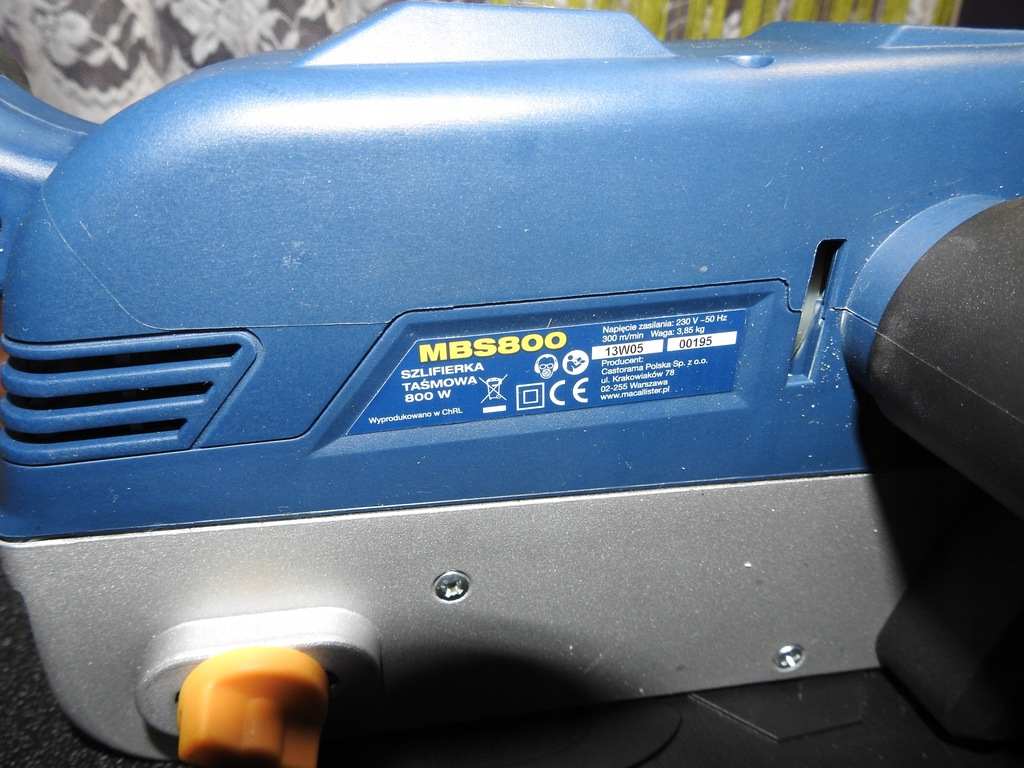 MBS800
SZLIFIERKA
TAŚMOWA
800 W
Wyprodukowano w ChRL
Napięcie zasilania: 230 V ~50 Hz
300 m/min Waga: 3,85 kg
13W05 00195
Producent:
Castorama Polska Sp. z o.o.
ul. Krakowiaków 78
02-255 Warszawa
www.macallister.pl
CE